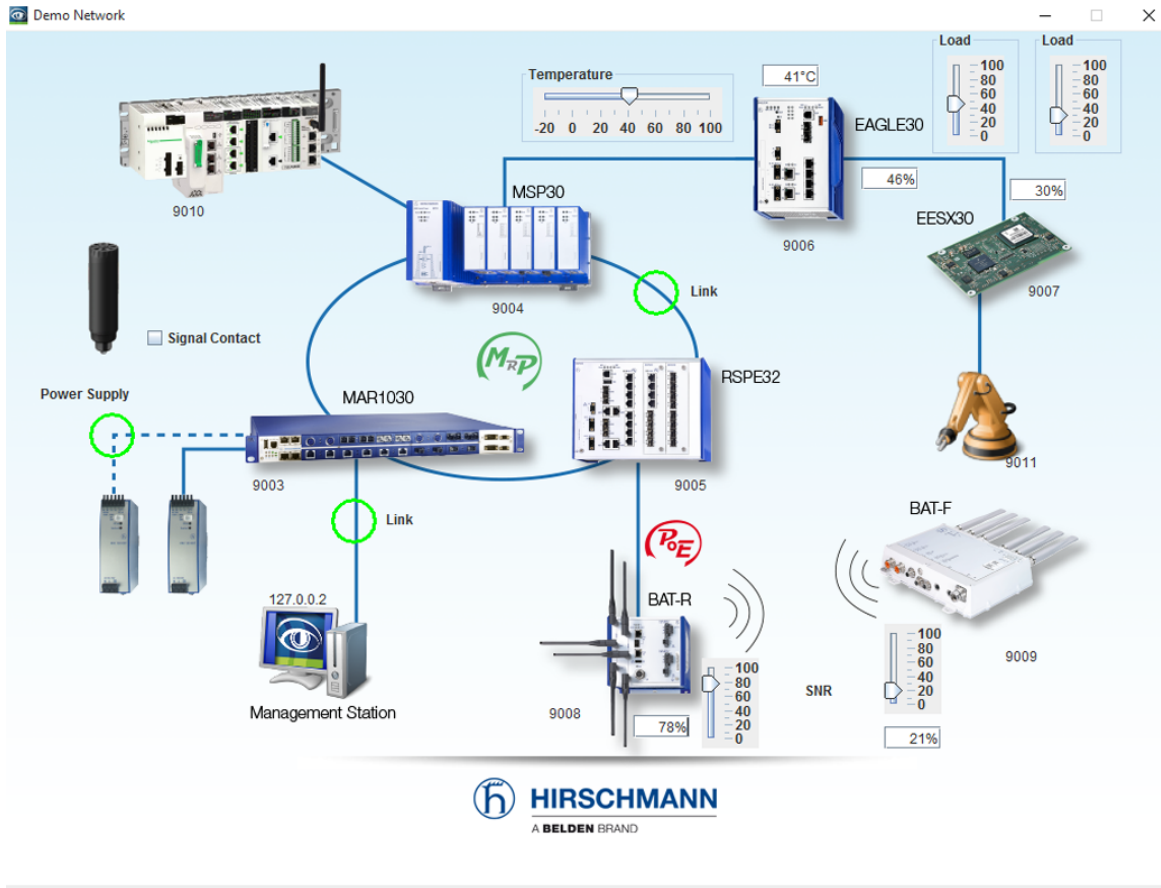 Demo Network
Load
Load
100
80
60
40
20
0
100
80
60
40
20
0
Temperature
-20 0 20 40 60 80 100
41°C
EAGLE30
46%
30%
9010
MSP30
9006
EESX30
9007
9004
Link
Signal Contact
MRP
RSPE32
Power Supply
MAR1030
9003
9005
9011
Link
PoE
BAT-F
127.0.0.2
BAT-R
100
80
60
40
20
0
9009
100
80
60
40
20
0
SNR
Management Station
9008
78%
21%
HIRSCHMANN
A BELDEN BRAND